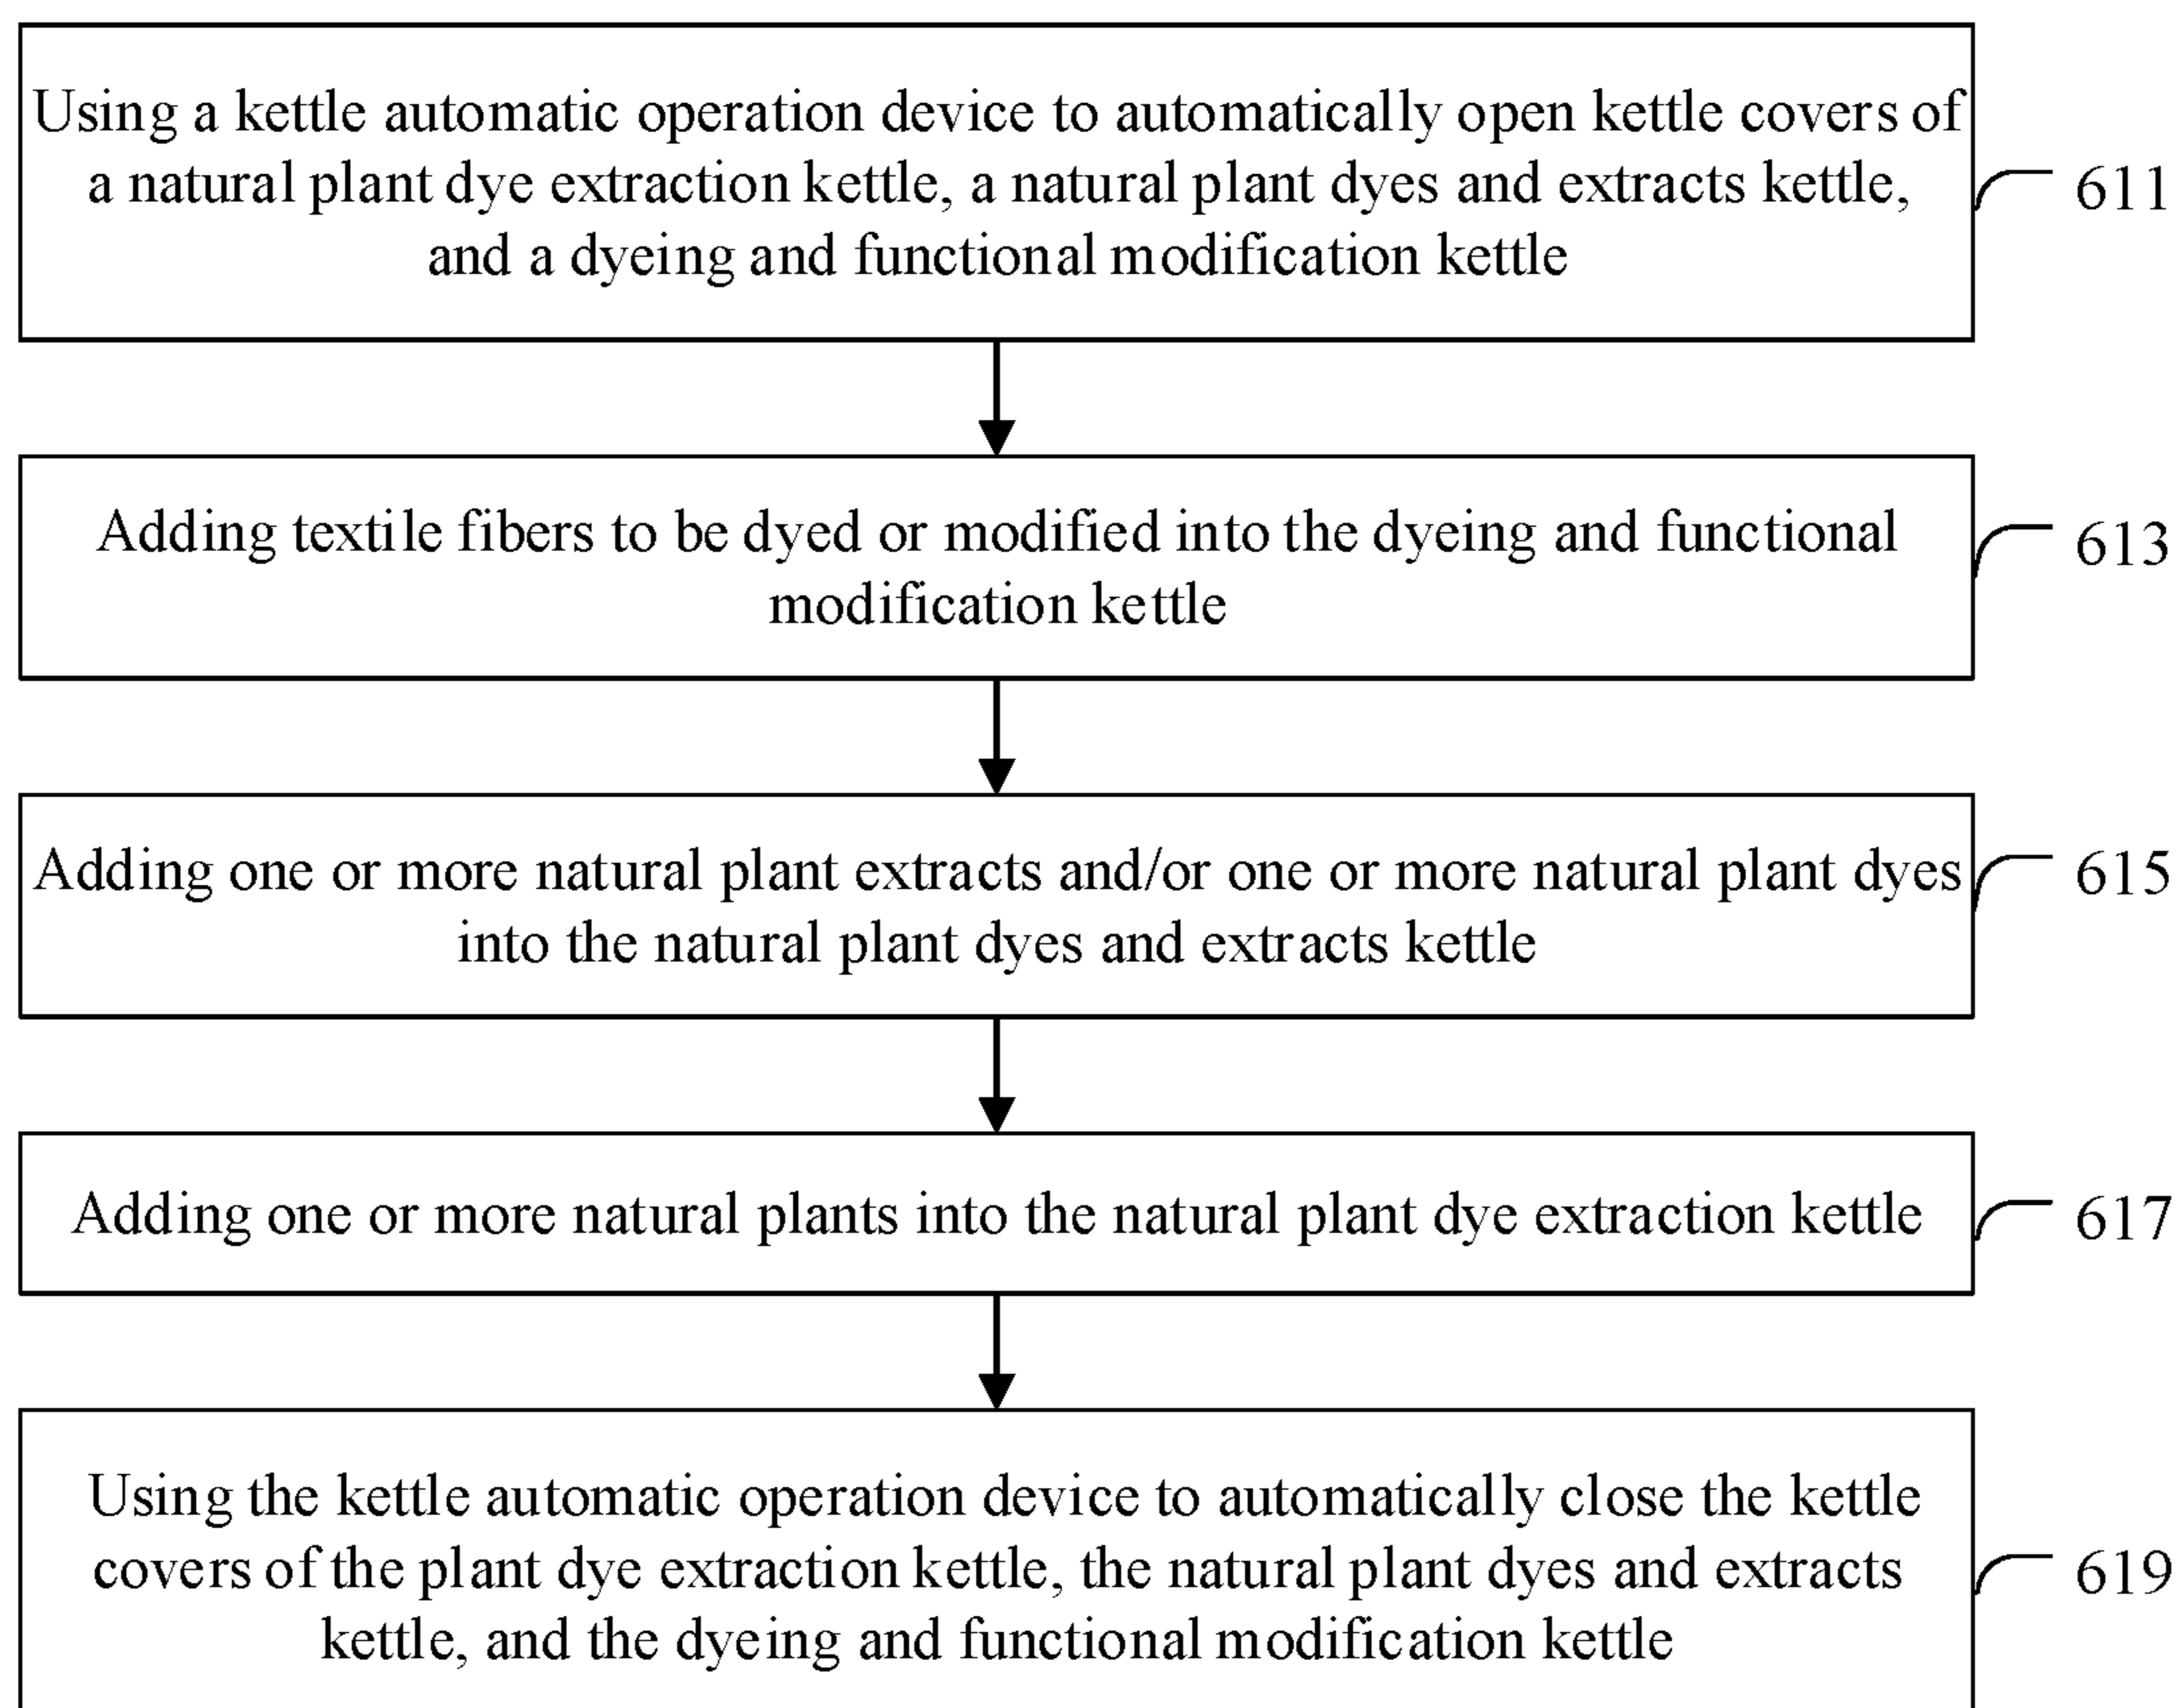 Using a kettle automatic operation device to automatically open kettle covers of
a natural plant dye extraction kettle, a natural plant dyes and extracts kettle,
and a dyeing and functional modification kettle
611
Adding textile fibers to be dyed or modified into the dyeing and functional
modification kettle
613
Adding one or more natural plant extracts and/or one or more natural plant dyes
into the natural plant dyes and extracts kettle
615
Adding one or more natural plants into the natural plant dye extraction kettle
617
Using the kettle automatic operation device to automatically close the kettle
covers of the plant dye extraction kettle, the natural plant dyes and extracts
kettle, and the dyeing and functional modification kettle
619